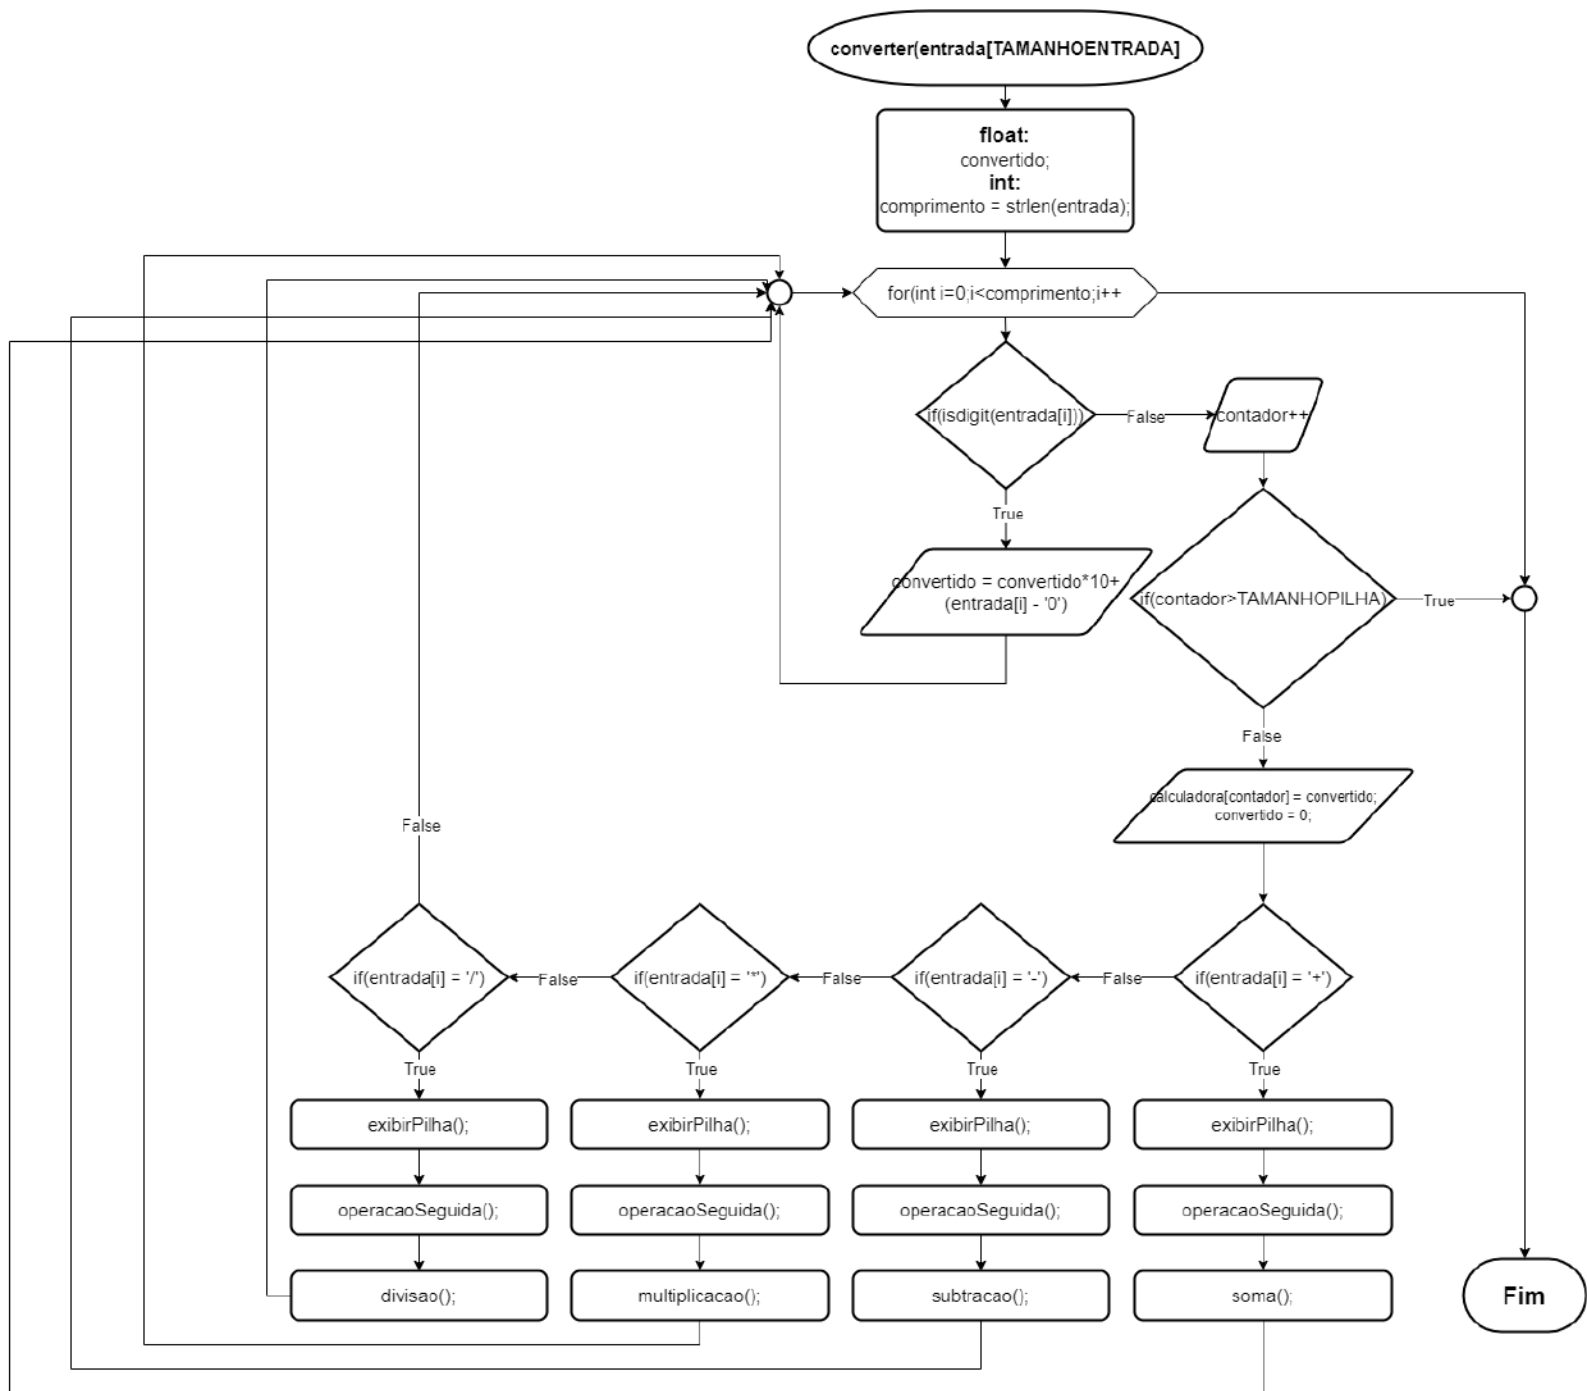 converter(entrada[TAMANHOENTRADA]
float:
convertido;
int:
comprimento = strlen(entrada);
for(int i=0;i<comprimento;i++
if(isdigit(entrada[i]))
False
contador++
True
convertido = convertido*10+
(entrada[i] - '0')
if(contador>TAMANHOPILHA)
True
False
calculadora[contador] = convertido;
convertido = 0;
False
if(entrada[i] = '/')
False
if(entrada[i] = '*')
False
if(entrada[i] = '-')
False
if(entrada[i] = '+')
True
True
True
True
exibirPilha();
exibirPilha();
exibirPilha();
exibirPilha();
operacaoSeguida();
operacaoSeguida();
operacaoSeguida();
operacaoSeguida();
divisao();
multiplicacao();
subtracao();
soma();
Fim